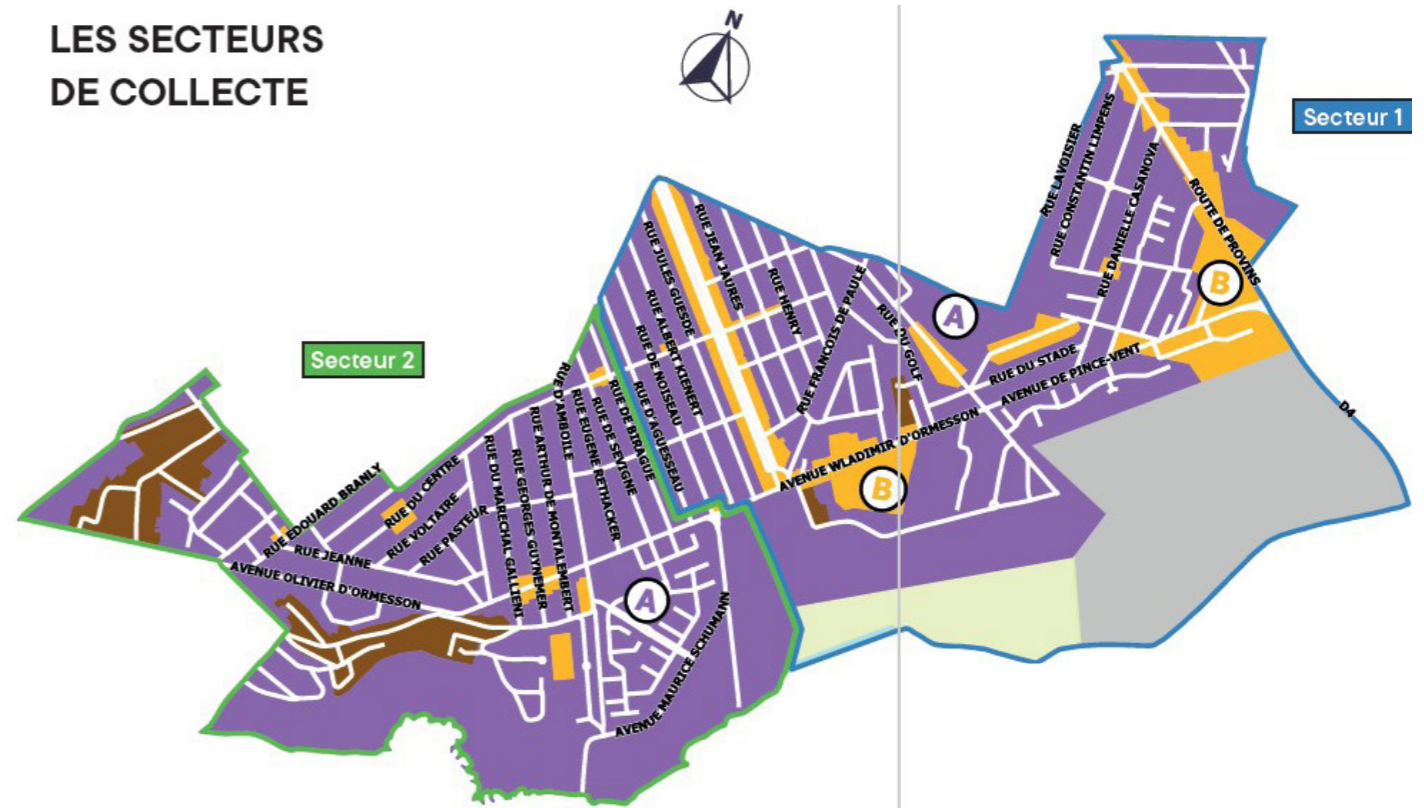 LES SECTEURS
DE COLLECTE
N
Secteur 1
Secteur 2
RUE LAVOISIER
RUE CONSTANTIN LIMPENS
RUE DANIELLE CASANOVA
ROUTE DE PROVINS
B
A
RUE JULES GUESDE
RUE JEAN JAURES
RUE HENRY
RUE FRANCOIS DE PAULE
RUE DU GOLF
RUE DU STADE
AVENUE DE PINCE-VENT
D4
RUE ALBERT KIENERT
RUE DE NOISEAU
RUE D'AGUESSEAU
AVENUE WLADIMIR D'ORMESSON
B
RUE D'AMBOILE
RUE DE BIRAGUE
RUE DE SEVIGNE
RUE EUGENE RETHACKER
RUE ARTHUR DE MONTALEMBERT
RUE GEORGES GUYNEMER
RUE DU MARECHAL GALLIENI
RUE EDOUARD BRANLY
RUE DU CENTRE
RUE VOLTAIRE
RUE PASTEUR
RUE JEANNE
AVENUE OLIVIER D'ORMESSON
A
AVENUE MAURICE SCHUMANN